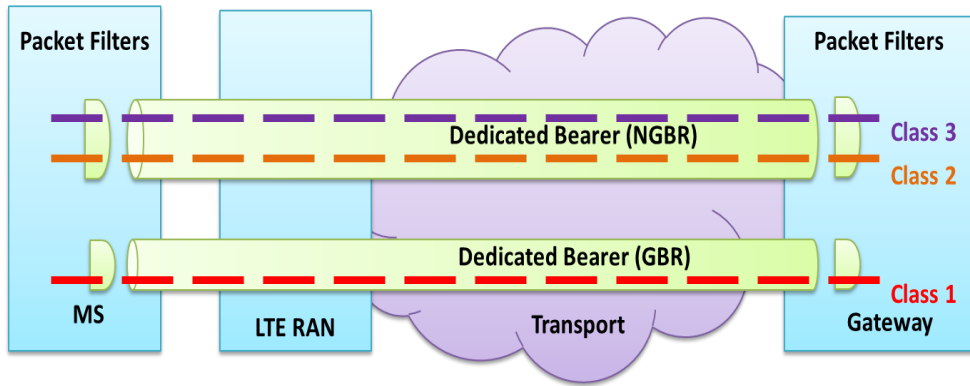 Packet Filters
Packet Filters
Dedicated Bearer (NGBR)
Class 3
Class 2
Dedicated Bearer (GBR)
Class 1
MS
LTE RAN
Transport
Gateway